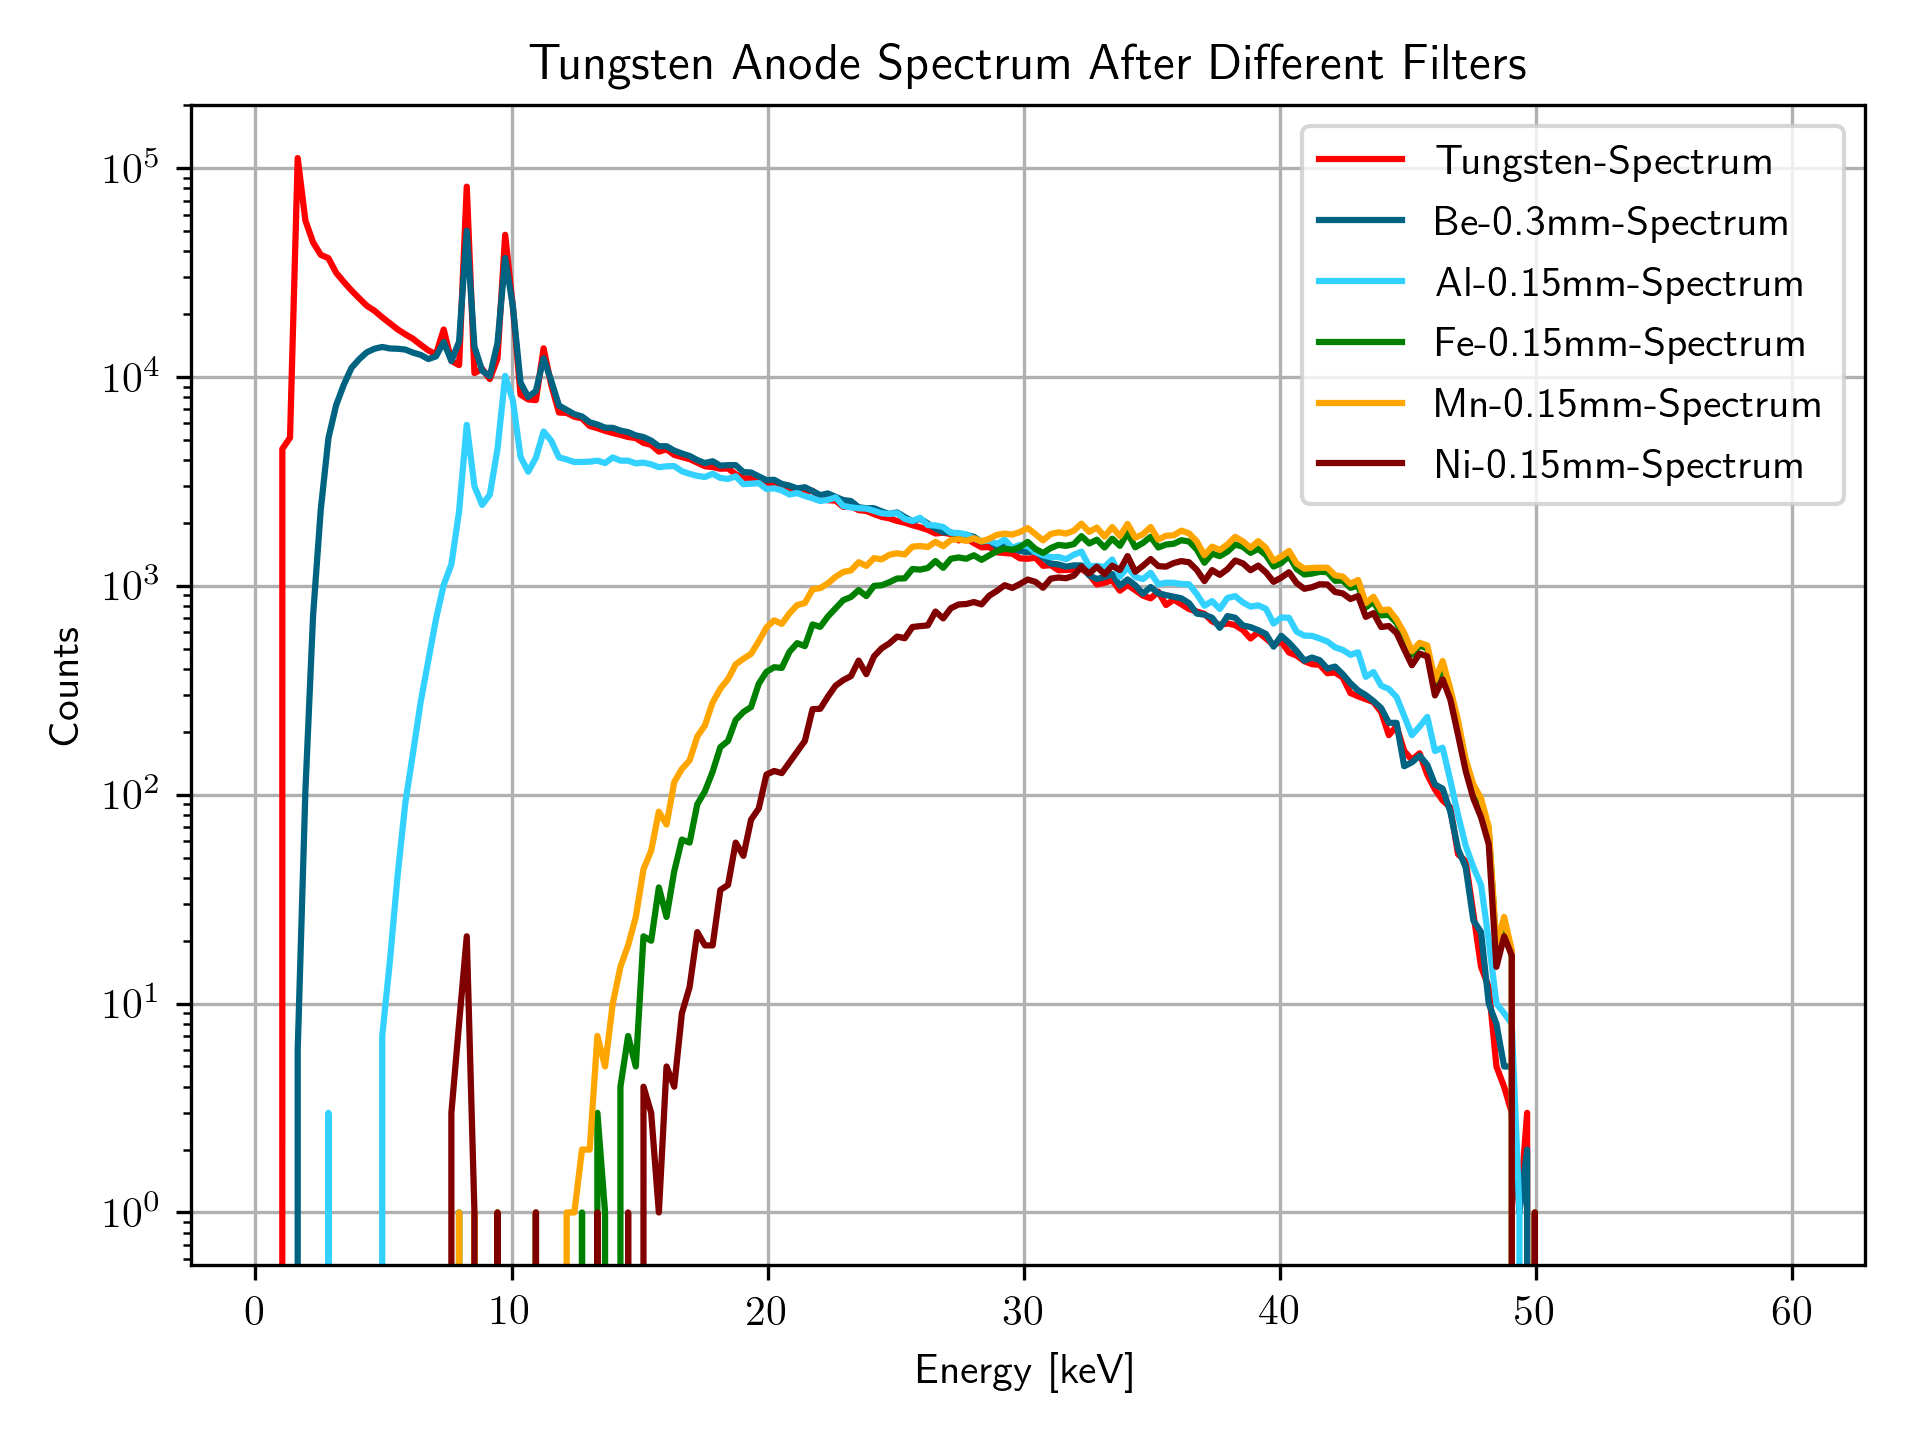 Tungsten Anode Spectrum After Different Filters
10^5
10^4
10^3
10^2
10^1
10^0
Counts
Tungsten-Spectrum
Be-0.3mm-Spectrum
Al-0.15mm-Spectrum
Fe-0.15mm-Spectrum
Mn-0.15mm-Spectrum
Ni-0.15mm-Spectrum
0 10 20 30 40 50 60
Energy [keV]